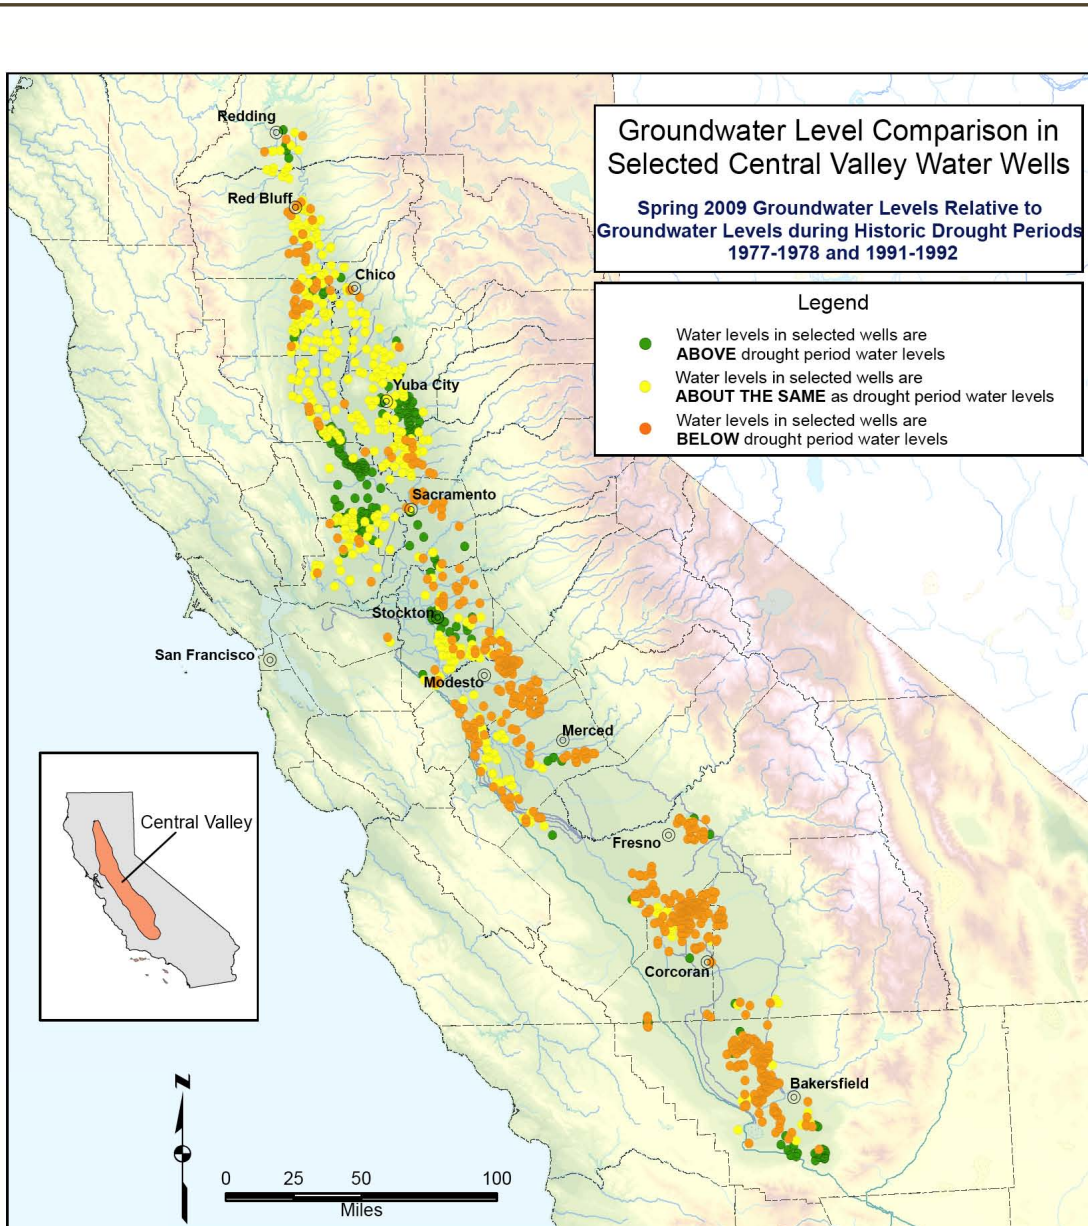 Groundwater Level Comparison in
Selected Central Valley Water Wells
Spring 2009 Groundwater Levels Relative to
Groundwater Levels during Historic Drought Periods
1977-1978 and 1991-1992
Legend
Water levels in selected wells are
ABOVE drought period water levels
Water levels in selected wells are
ABOUT THE SAME as drought period water levels
Water levels in selected wells are
BELOW drought period water levels
Redding
Red Bluff
Chico
Yuba City
Sacramento
Stockton
San Francisco
Modesto
Merced
Fresno
Corcoran
Bakersfield
Central Valley
N
0 25 50 100
Miles